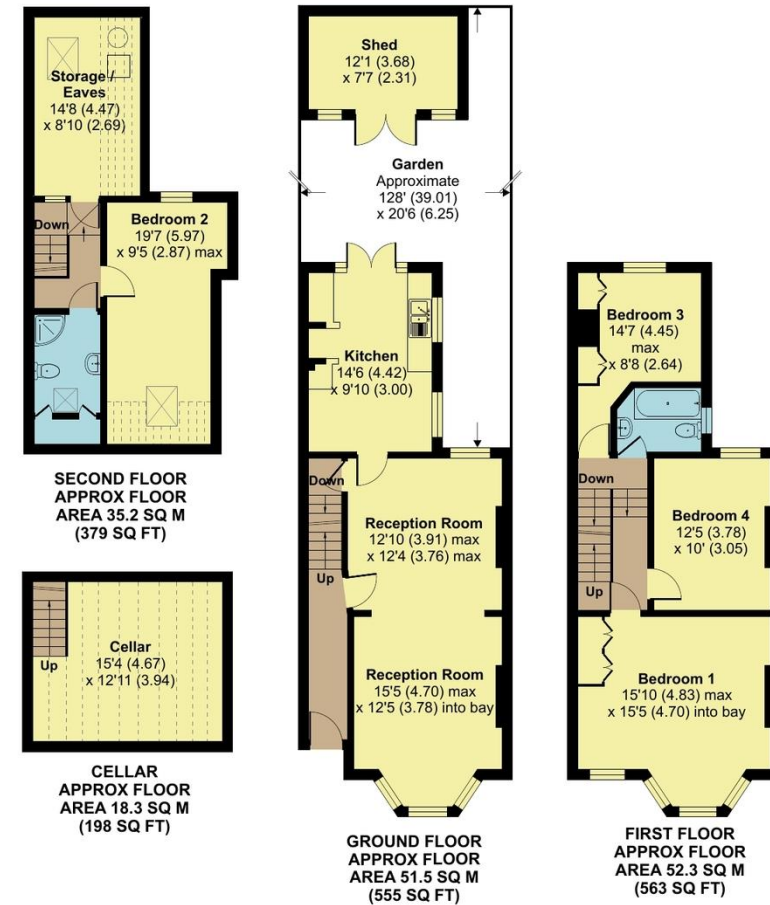 Storage /
Eaves
14'8 (4.47)
x 8'10 (2.69)
Down
Bedroom 2
19'7 (5.97)
x 9'5 (2.87) max
SECOND FLOOR
APPROX FLOOR
AREA 35.2 SQ M
(379 SQ FT)
Up
Cellar
15'4 (4.67)
x 12'11 (3.94)
CELLAR
APPROX FLOOR
AREA 18.3 SQ M
(198 SQ FT)
Shed
12'1 (3.68)
x 7'7 (2.31)
Garden
Approximate
128' (39.01)
x 20'6 (6.25)
Kitchen
14'6 (4.42)
x 9'10 (3.00)
Down
Up
Reception Room
12'10 (3.91) max
x 12'4 (3.76) max
Reception Room
15'5 (4.70) max
x 12'5 (3.78) into bay
GROUND FLOOR
APPROX FLOOR
AREA 51.5 SQ M
(555 SQ FT)
Bedroom 3
14'7 (4.45)
max
x 8'8 (2.64)
Down
Up
Bedroom 4
12'5 (3.78)
x 10' (3.05)
Bedroom 1
15'10 (4.83) max
x 15'5 (4.70) into bay
FIRST FLOOR
APPROX FLOOR
AREA 52.3 SQ M
(563 SQ FT)